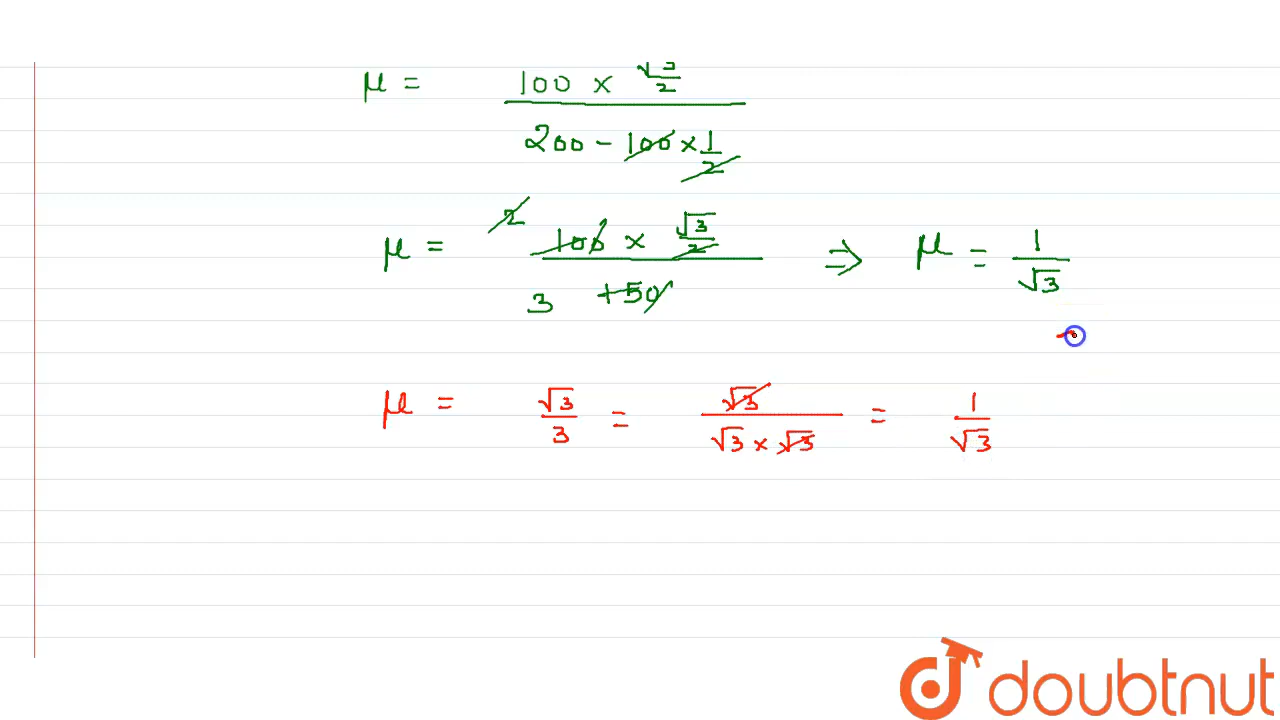 μ = 100 × √3/2
200 - 100 × 1/2
μ = 2 100 × √3/2 ⇒ μ = 1/√3
3 150
μ = √3/3 = √3/(√3 × √3) = 1/√3
doubtnut